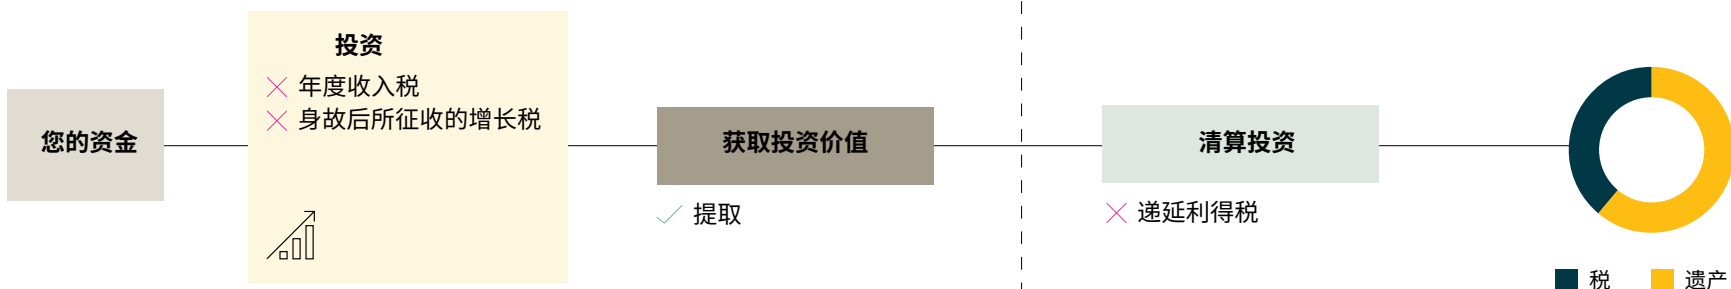 您的资金
投资
年度收入税
身故后所征收的增长税
获取投资价值
提取
清算投资
递延利得税
税
遗产